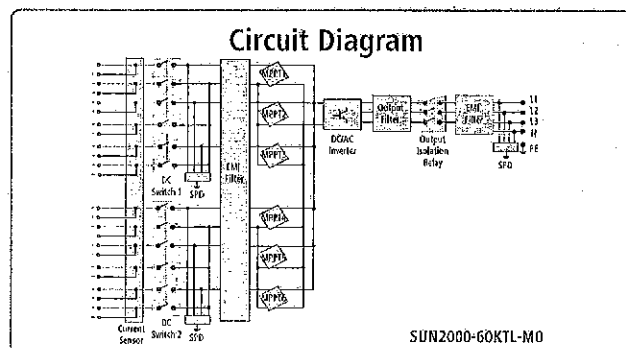 Circuit Diagram
MPPT1
MPPT2
MPPT3
MPPT4
MPPT5
MPPT6
Current
Sensor
DC
Switch 1
DC
Switch 2
SPD
SPD
EMI
Filter
DC/AC
Inverter
Output
Filter
Output
Isolation
Relay
EMI
Filter
L1
L2
L3
N
PE
SPD
SUN2000-60KTL-M0